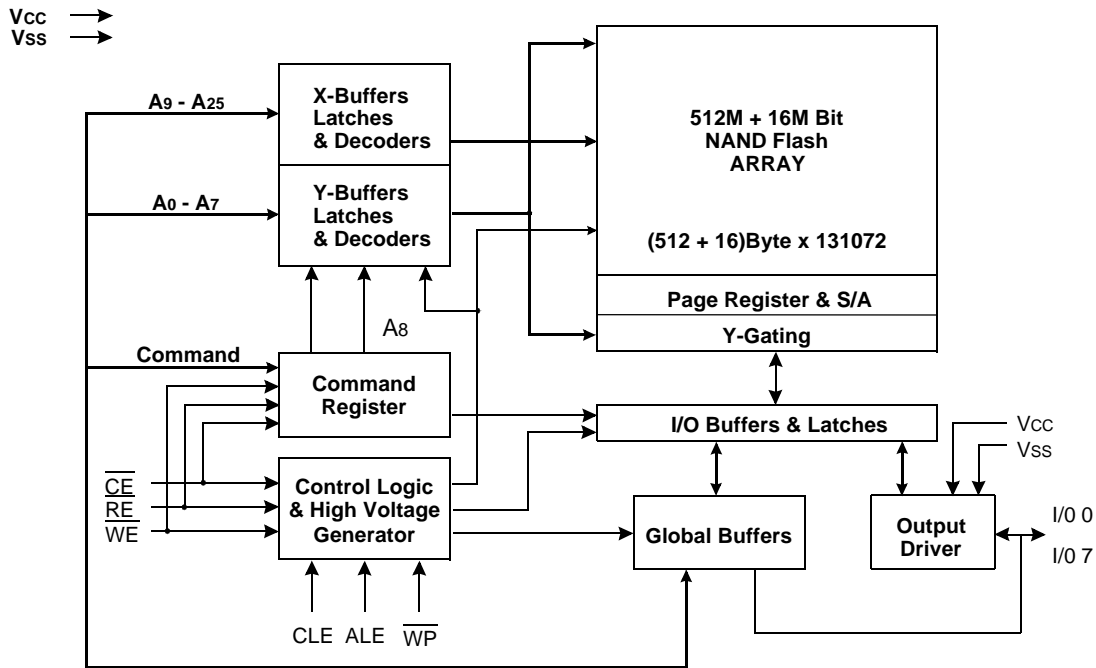 VCC
VSS
A9 - A25
X-Buffers
Latches
& Decoders
A0 - A7
Y-Buffers
Latches
& Decoders
512M + 16M Bit
NAND Flash
ARRAY
(512 + 16)Byte x 131072
Page Register & S/A
Y-Gating
A8
Command
Command
Register
I/O Buffers & Latches
VCC
VSS
CE
RE
WE
Control Logic
& High Voltage
Generator
Global Buffers
Output
Driver
I/0 0
I/0 7
CLE ALE WP